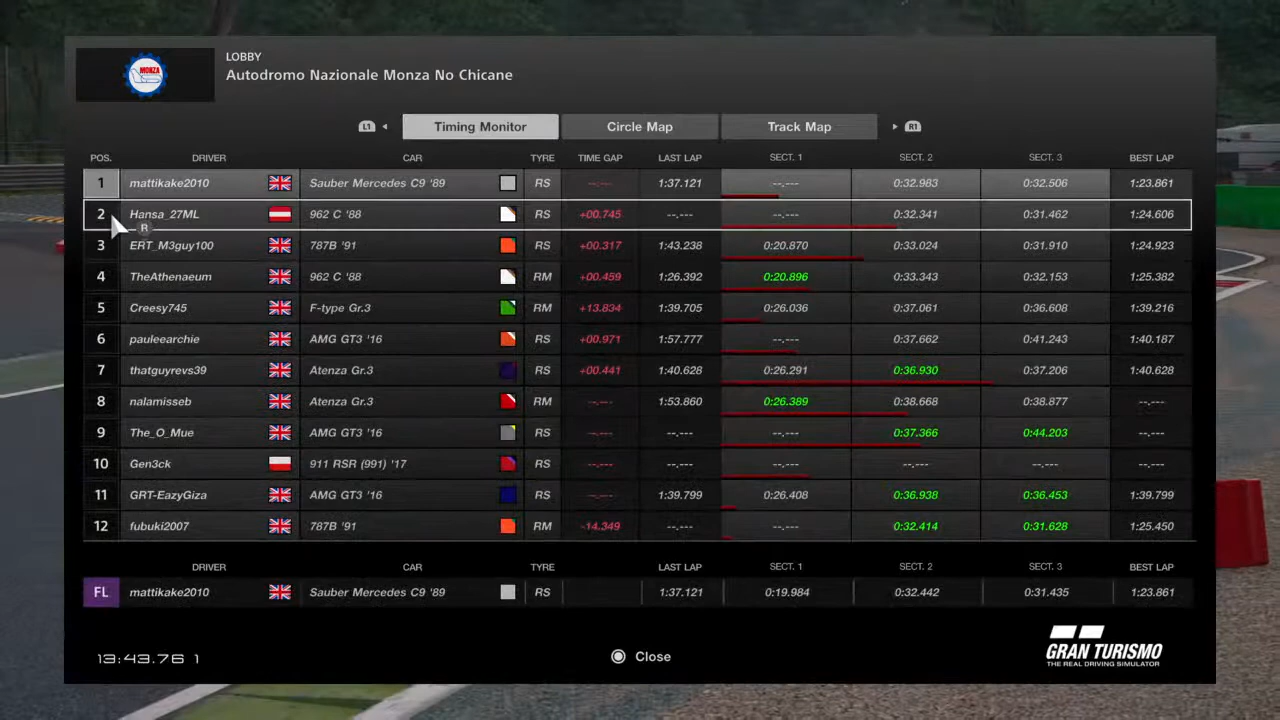 MONZA
LOBBY
Autodromo Nazionale Monza No Chicane
L1 Timing Monitor Circle Map Track Map R1
POS. DRIVER CAR TYRE TIME GAP LAST LAP SECT. 1 SECT. 2 SECT. 3 BEST LAP
1 mattikake2010 Sauber Mercedes C9 '89 RS --.--- 1:37.121 --.--- 0:32.983 0:32.506 1:23.861
2 Hansa_27ML 962 C '88 RS +00.745 --.--- --.--- 0:32.341 0:31.462 1:24.606
R
3 ERT_M3guy100 787B '91 RS +00.317 1:43.238 0:20.870 0:33.024 0:31.910 1:24.923
4 TheAthenaeum 962 C '88 RM +00.459 1:26.392 0:20.896 0:33.343 0:32.153 1:25.382
5 Creesy745 F-type Gr.3 RM +13.834 1:39.705 0:26.036 0:37.061 0:36.608 1:39.216
6 pauleearchie AMG GT3 '16 RS +00.971 1:57.777 --.--- 0:37.662 0:41.243 1:40.187
7 thatguyrevs39 Atenza Gr.3 RS +00.441 1:40.628 0:26.291 0:36.930 0:37.206 1:40.628
8 nalamisseb Atenza Gr.3 RM --.--- 1:53.860 0:26.389 0:38.668 0:38.877 --.---
9 The_O_Mue AMG GT3 '16 RS --.--- --.--- --.--- 0:37.366 0:44.203 --.---
10 Gen3ck 911 RSR (991) '17 RS --.--- --.--- --.--- --.--- --.--- --.---
11 GRT-EazyGiza AMG GT3 '16 RS --.--- 1:39.799 0:26.408 0:36.938 0:36.453 1:39.799
12 fubuki2007 787B '91 RM -14.349 --.--- --.--- 0:32.414 0:31.628 1:25.450
DRIVER CAR TYRE LAST LAP SECT. 1 SECT. 2 SECT. 3 BEST LAP
FL mattikake2010 Sauber Mercedes C9 '89 RS 1:37.121 0:19.984 0:32.442 0:31.435 1:23.861
13:43.76 1
Close
GRAN TURISMO
THE REAL DRIVING SIMULATOR